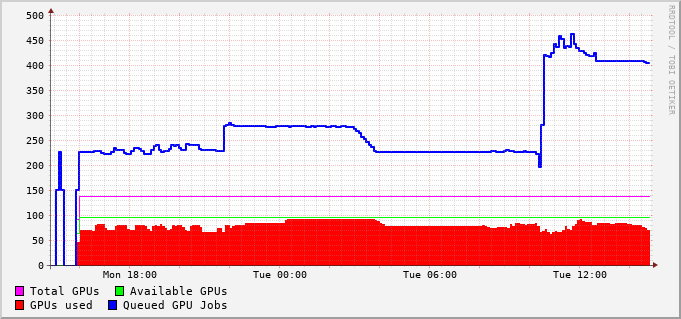 500
450
400
350
300
250
200
150
100
50
0
Mon 18:00 Tue 00:00 Tue 06:00 Tue 12:00
Total GPUs Available GPUs
GPUs used Queued GPU Jobs
RRDTOOL / TOBI OETIKER